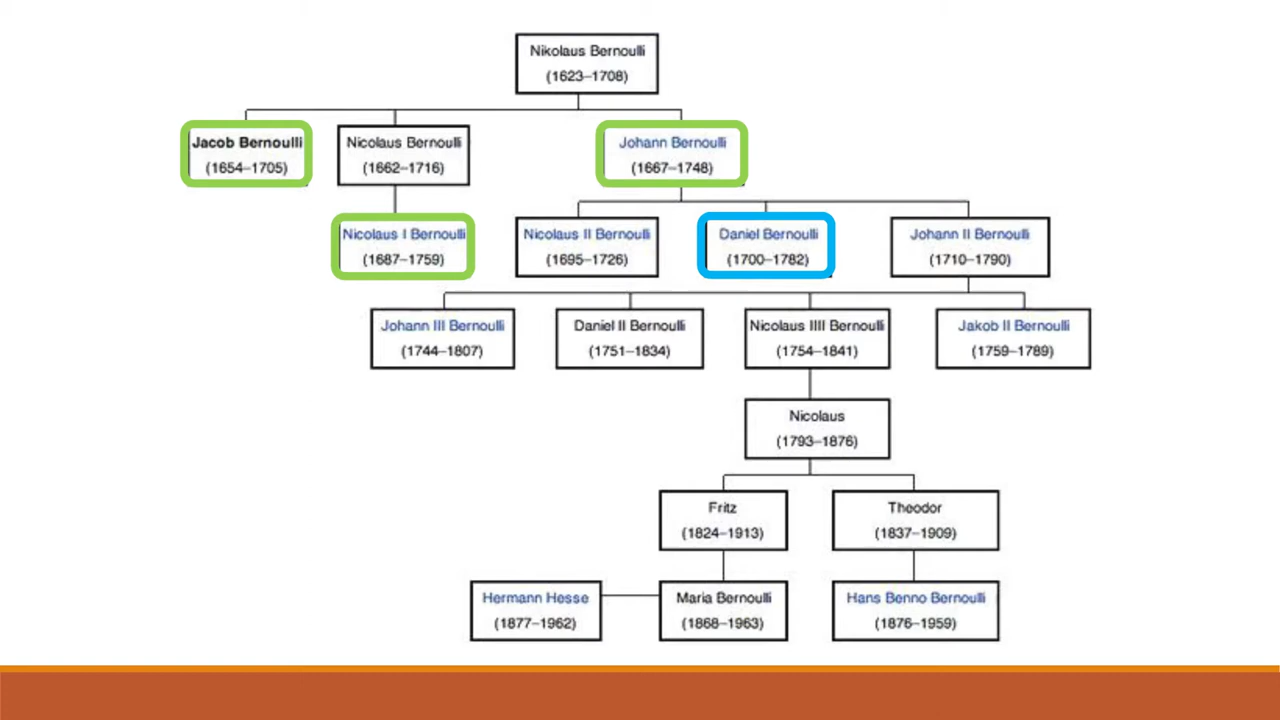 Nikolaus Bernoulli
(1623–1708)
Jacob Bernoulli
(1654–1705)
Nicolaus Bernoulli
(1662–1716)
Johann Bernoulli
(1667–1748)
Nicolaus I Bernoulli
(1687–1759)
Nicolaus II Bernoulli
(1695–1726)
Daniel Bernoulli
(1700–1782)
Johann II Bernoulli
(1710–1790)
Johann III Bernoulli
(1744–1807)
Daniel II Bernoulli
(1751–1834)
Nicolaus IIII Bernoulli
(1754–1841)
Jakob II Bernoulli
(1759–1789)
Nicolaus
(1793–1876)
Fritz
(1824–1913)
Theodor
(1837–1909)
Hermann Hesse
(1877–1962)
Maria Bernoulli
(1868–1963)
Hans Benno Bernoulli
(1876–1959)